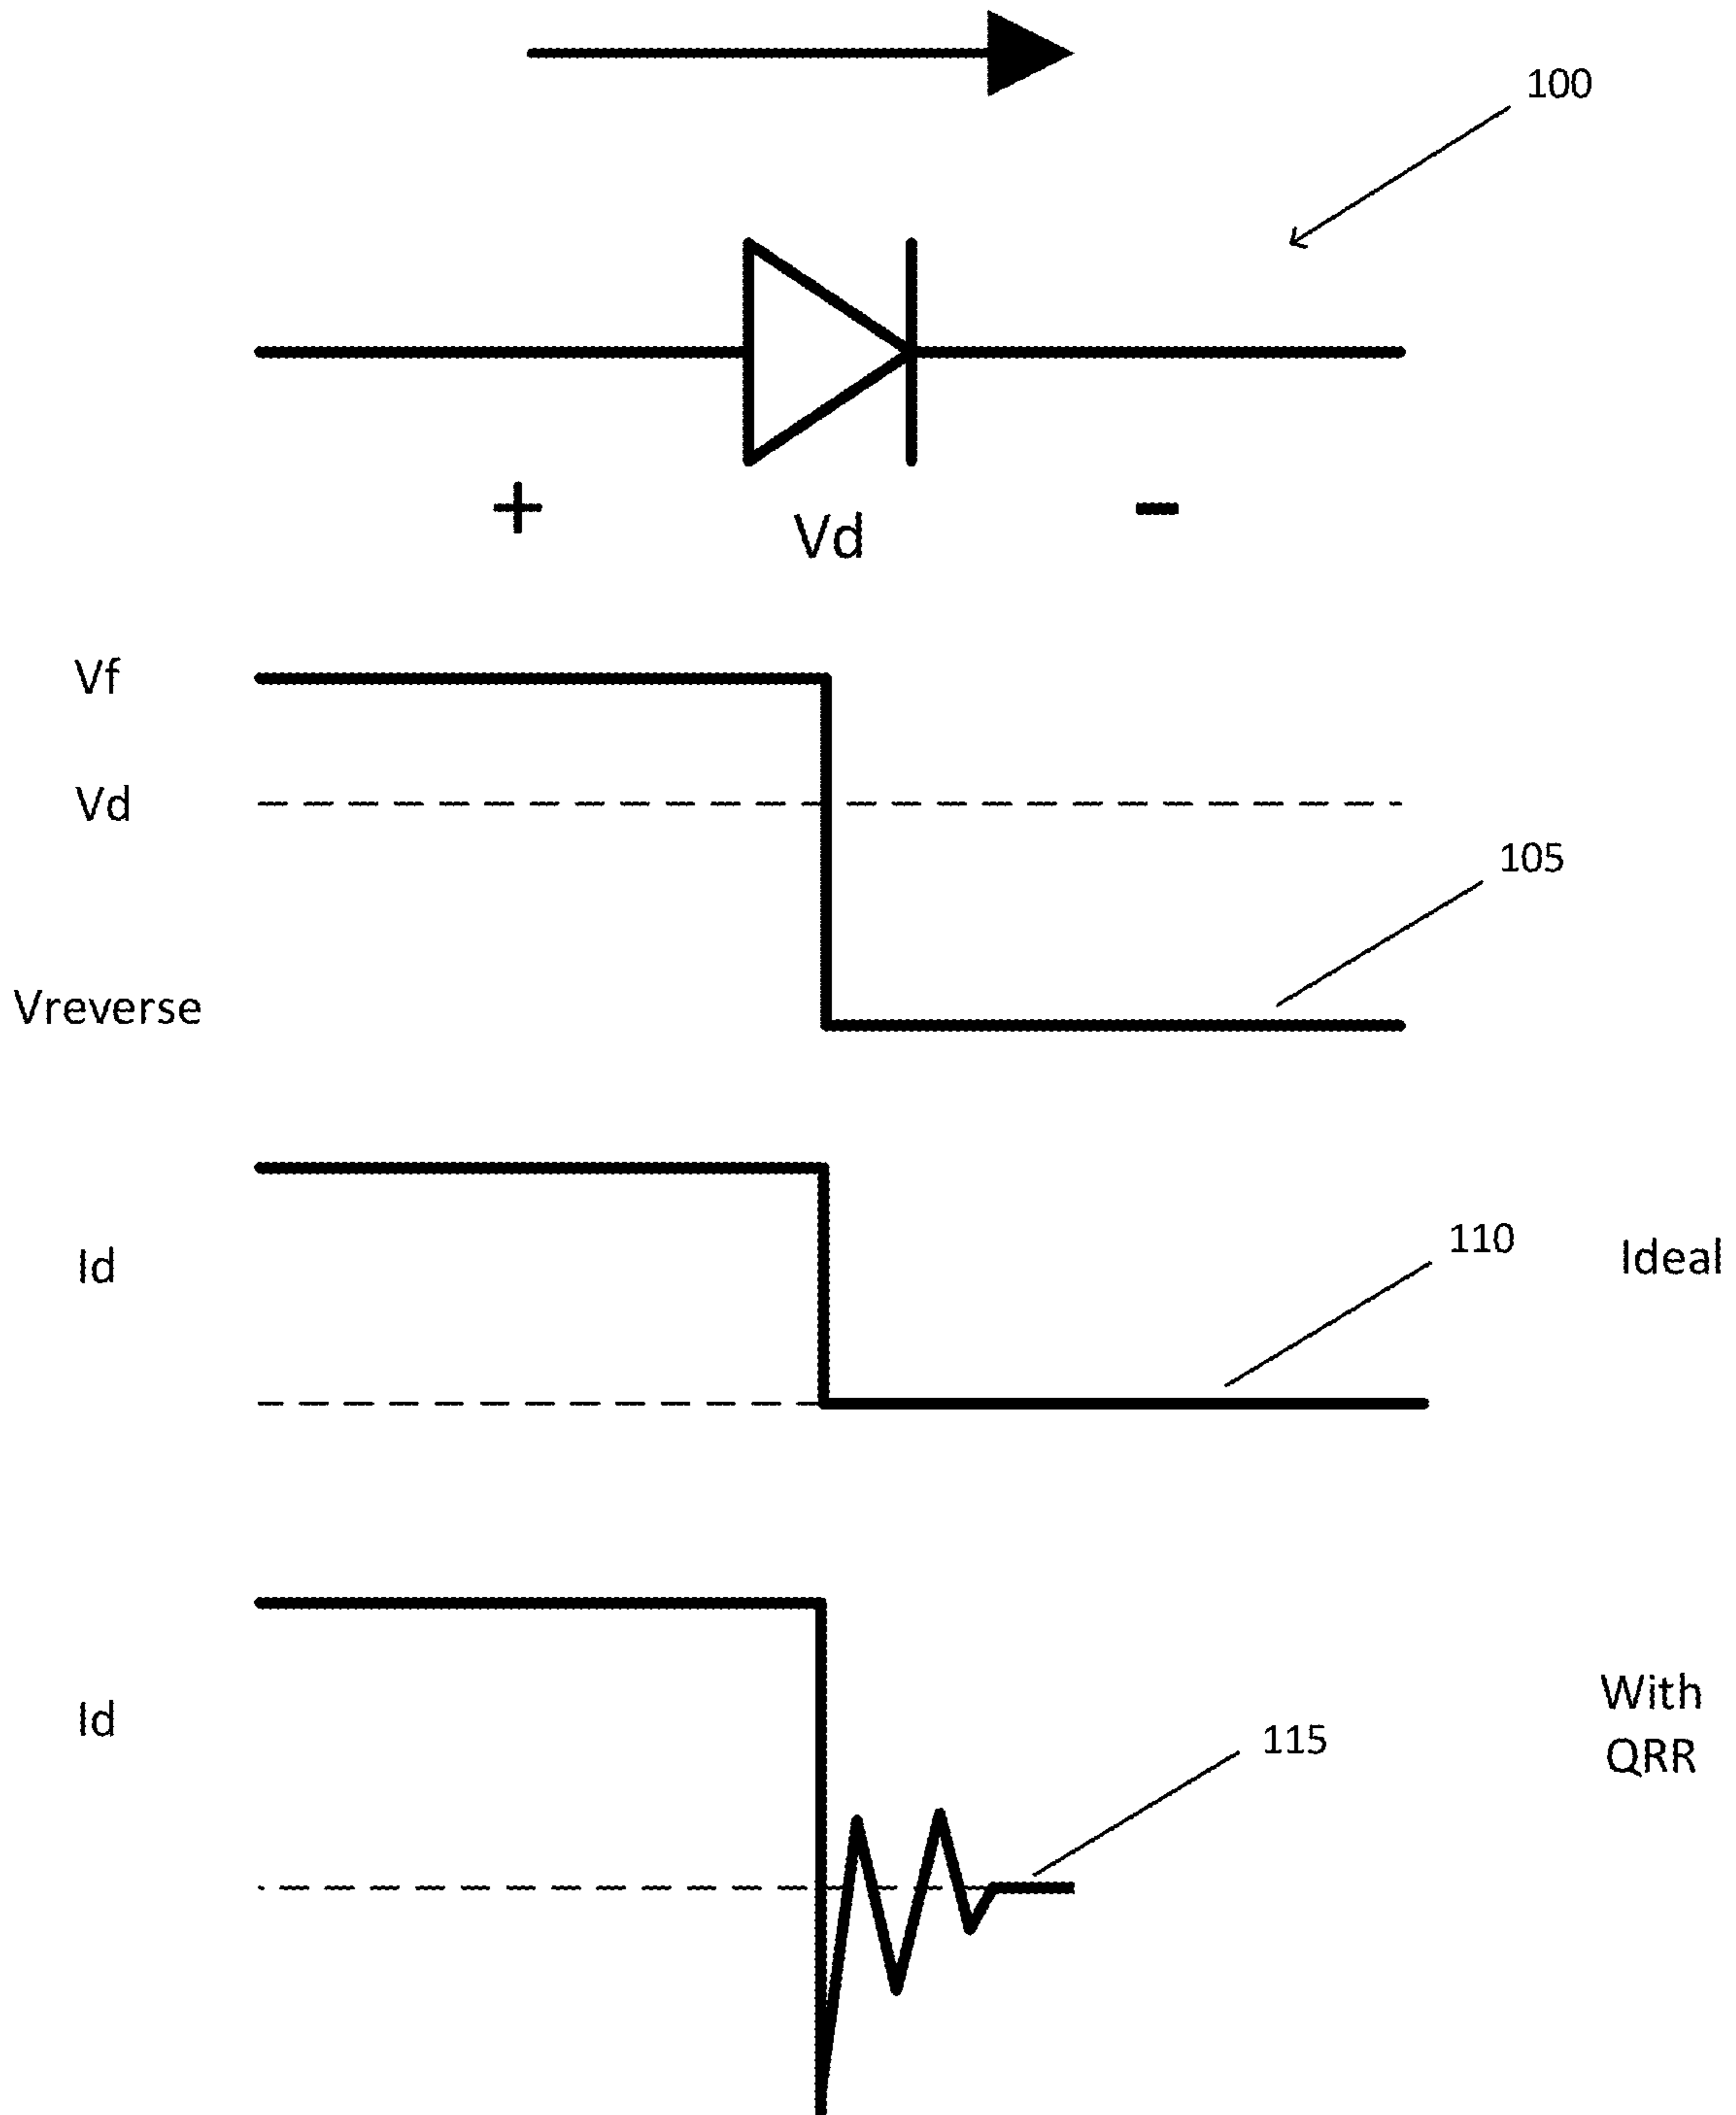 100
+ Vd -
Vf
Vd
105
Vreverse
110
Id Ideal
With
Id
115
QRR